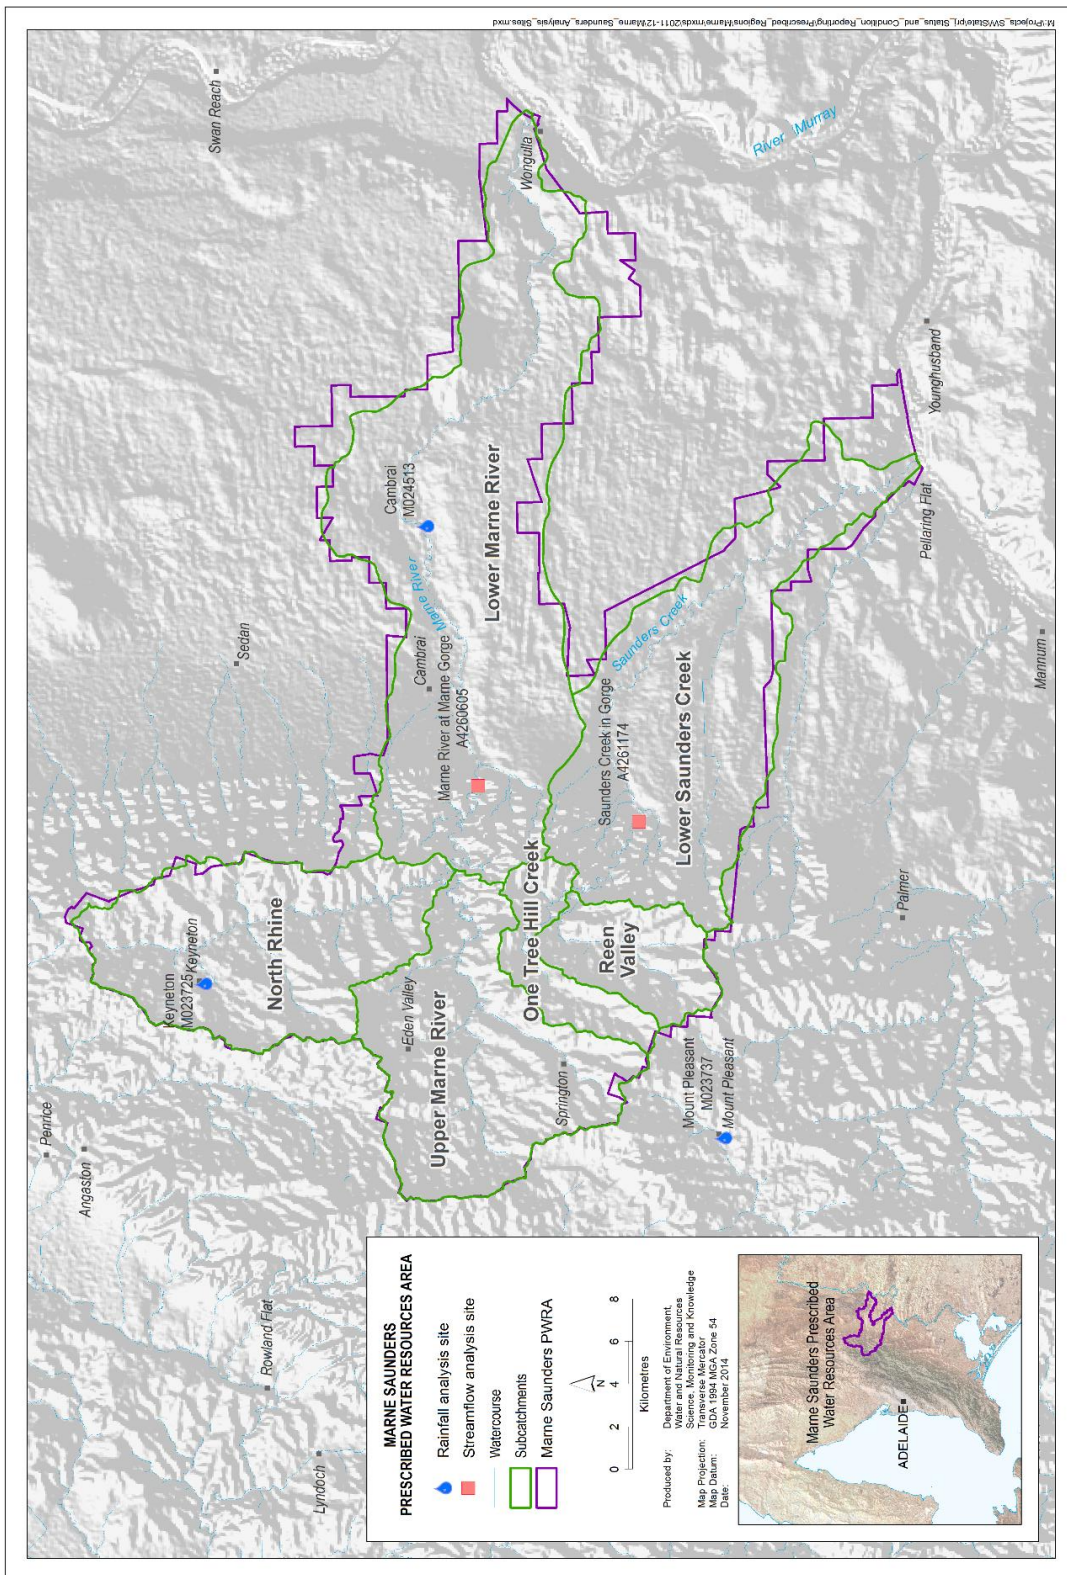 M:\Projects_SW\State\prj_Status_and_Condition_Reporting\Prescribed_Regions\Marne\mxds\2011-12\Marne_Saunders_Analysis_Sites.mxd
Penrice
Angaston
Rowland Flat
Lyndoch
Keyneton
M023725
Keyneton
North Rhine
Sedan
Swan Reach
Eden Valley
Upper Marne River
Springton
One Tree Hill Creek
Reen
Valley
Mount Pleasant
M023737
Mount Pleasant
Cambrai
Marne River at Marne Gorge
A4260605
Marne River
Cambrai
M024513
Lower Marne River
Wongulla
River Murray
Saunders Creek in Gorge
A4261174
Saunders Creek
Lower Saunders Creek
Palmer
Pellaring Flat
Younghusband
Mannum
MARNE SAUNDERS
PRESCRIBED WATER RESOURCES AREA
Rainfall analysis site
Streamflow analysis site
Watercourse
Subcatchments
Marne Saunders PWRA
N
0 2 4 6 8
Kilometres
Produced by: Department of Environment,
Water and Natural Resources
Science, Monitoring and Knowledge
Map Projection: Transverse Mercator
Map Datum: GDA 1994 MGA Zone 54
Date: November 2014
Marne Saunders Prescribed
Water Resources Area
ADELAIDE